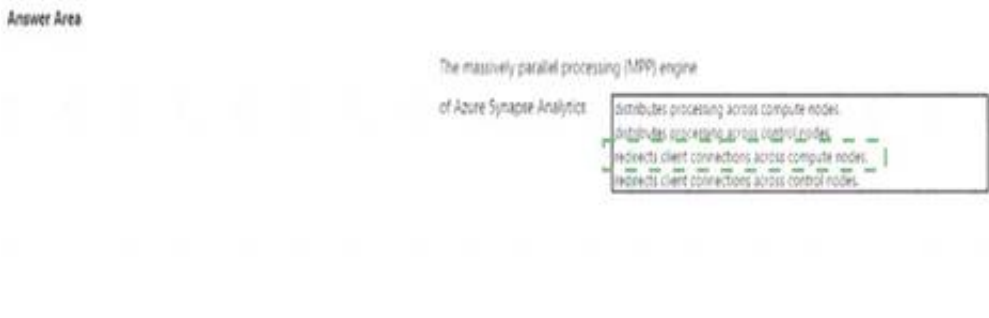 Answer Area
The massively parallel processing (MPP) engine
of Azure Synapse Analytics
distributes processing across compute nodes.
distributes processing across control nodes.
redirects client connections across compute nodes.
redirects client connections across control nodes.